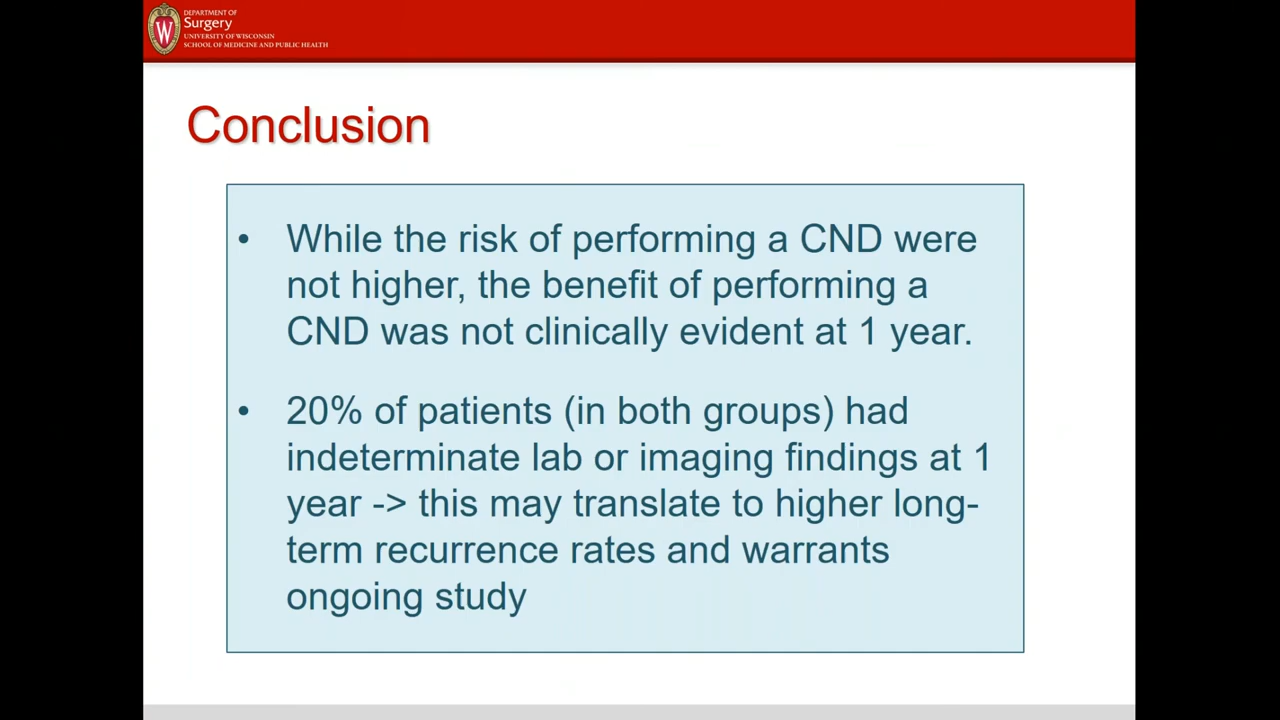 DEPARTMENT OF
Surgery
UNIVERSITY OF WISCONSIN
SCHOOL OF MEDICINE AND PUBLIC HEALTH
Conclusion
• While the risk of performing a CND were
not higher, the benefit of performing a
CND was not clinically evident at 1 year.
• 20% of patients (in both groups) had
indeterminate lab or imaging findings at 1
year -> this may translate to higher long-
term recurrence rates and warrants
ongoing study